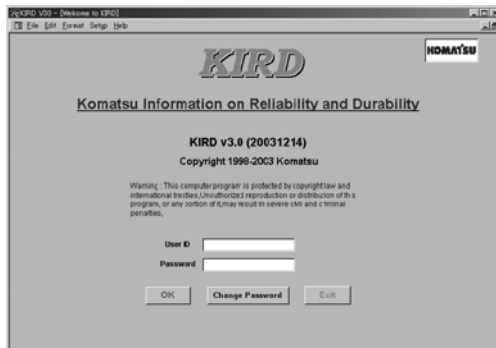 KIRD V3.0 - [Welcome to KIRD]
File Edit Format Setup Help
KOMATSU
KIRD
Komatsu Information on Reliability and Durability
KIRD v3.0 (20031214)
Copyright 1998-2003 Komatsu
Warning : This computer program is protected by copyright law and
international treaties,Unauthorized reproduction or distribution of this
program, or any portion of it,may result in severe civil and criminal
penalties,
User ID
Password
OK Change Password Exit